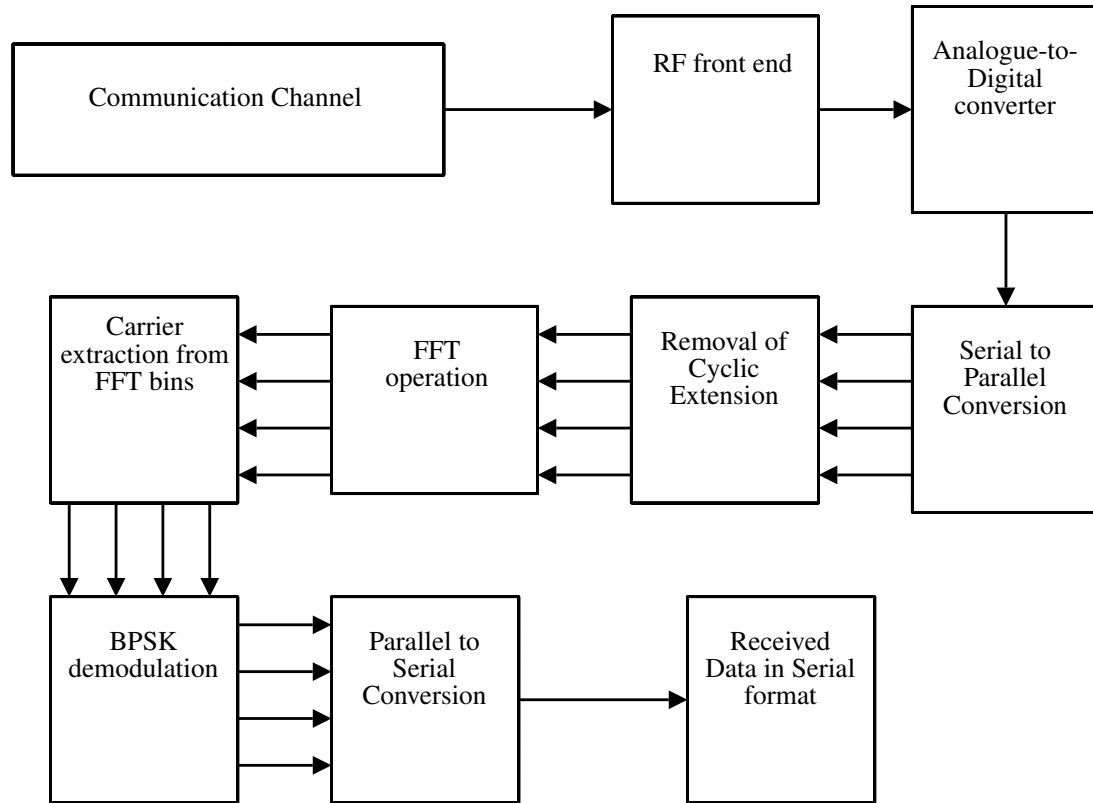 Communication Channel
RF front end
Analogue-to-
Digital
converter
Carrier
extraction from
FFT bins
FFT
operation
Removal of
Cyclic
Extension
Serial to
Parallel
Conversion
BPSK
demodulation
Parallel to
Serial
Conversion
Received
Data in Serial
format